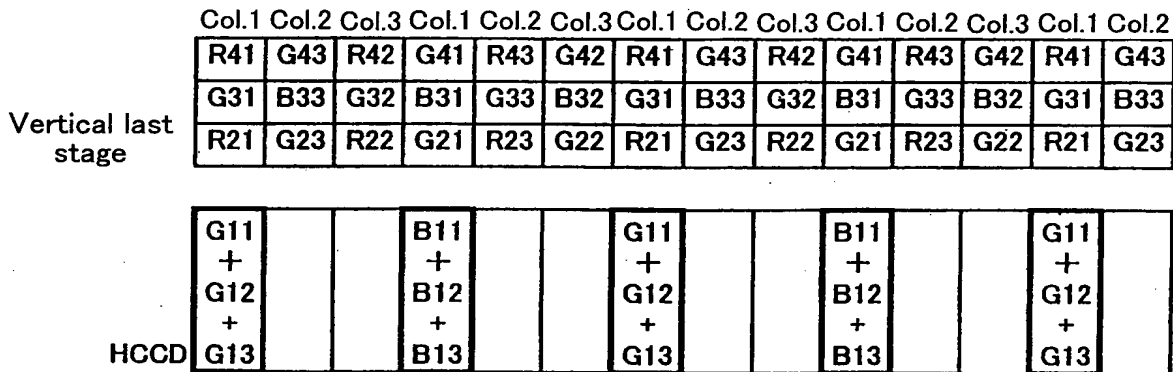 Col.1 Col.2 Col.3 Col.1 Col.2 Col.3 Col.1 Col.2 Col.3 Col.1 Col.2 Col.3 Col.1 Col.2
R41 G43 R42 G41 R43 G42 R41 G43 R42 G41 R43 G42 R41 G43
G31 B33 G32 B31 G33 B32 G31 B33 G32 B31 G33 B32 G31 B33
Vertical last
stage
R21 G23 R22 G21 R23 G22 R21 G23 R22 G21 R23 G22 R21 G23
G11 B11 G11 B11 G11
+ + + + +
G12 B12 G12 B12 G12
+ + + + +
HCCD G13 B13 G13 B13 G13